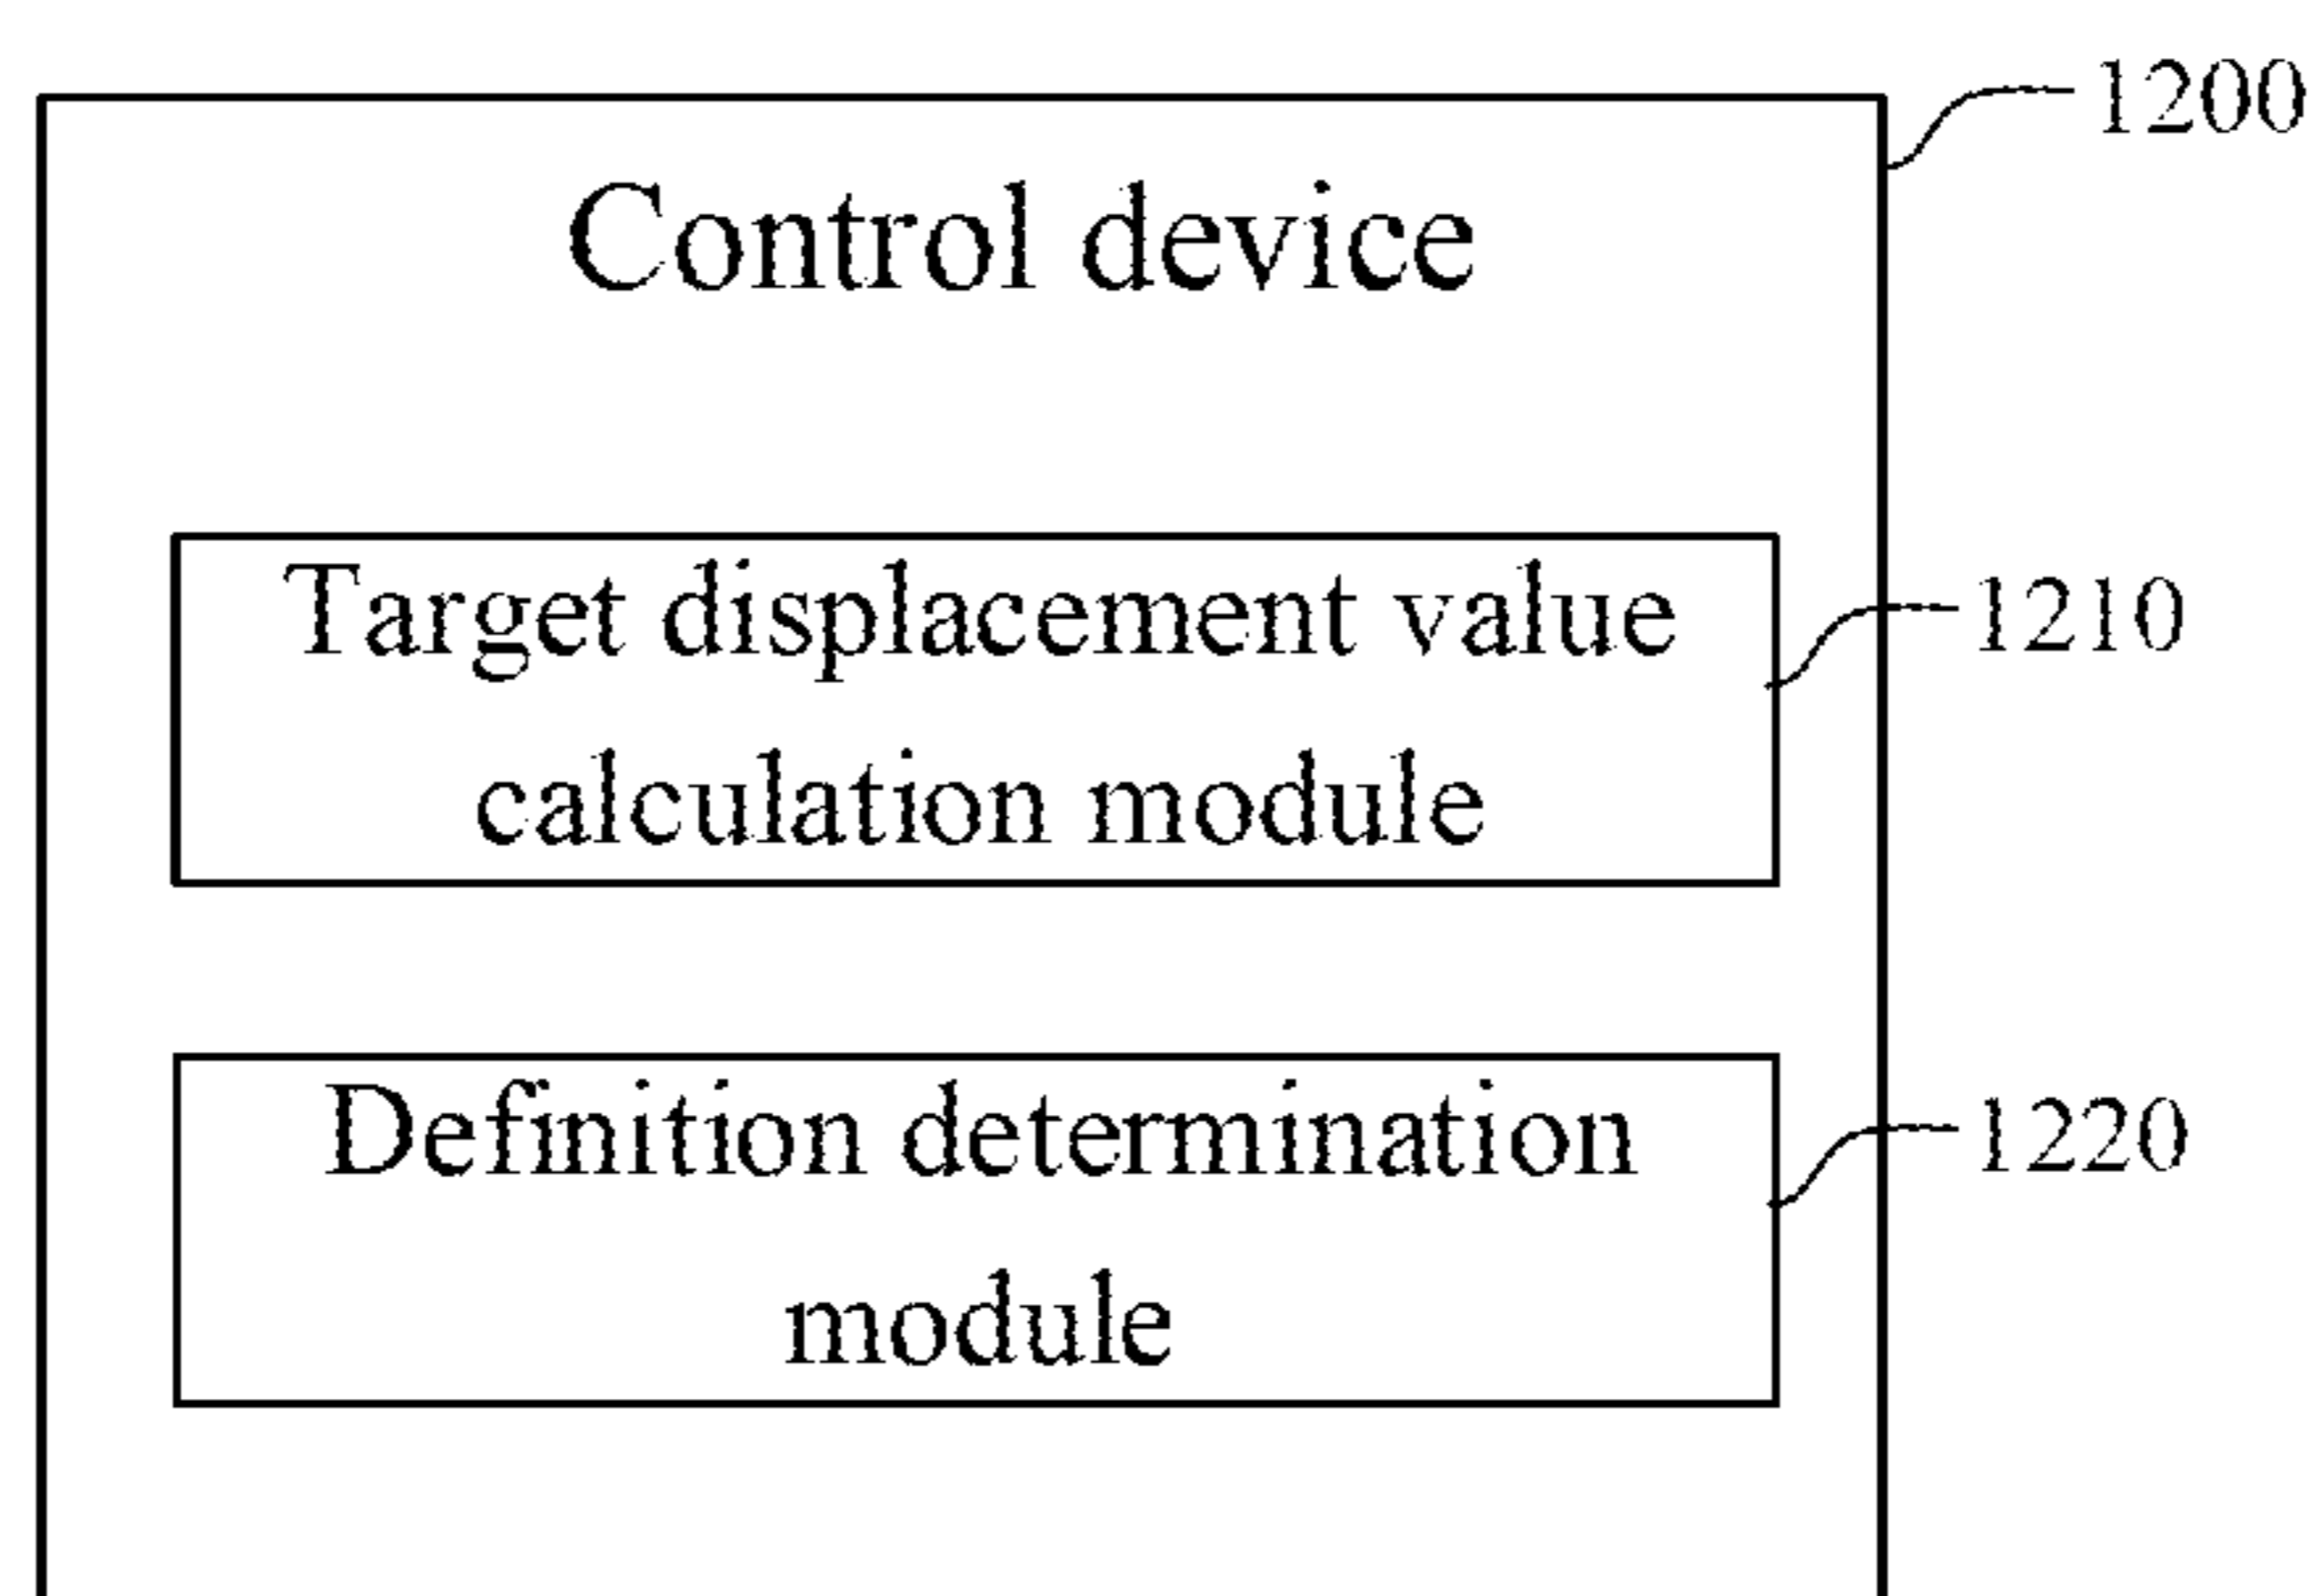 1200
Control device
Target displacement value
calculation module
1210
Definition determination
module
1220